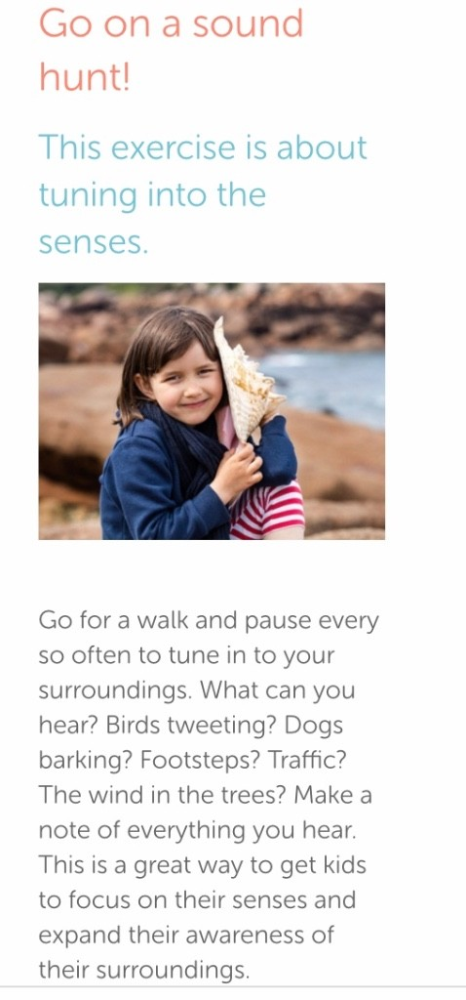 Go on a sound
hunt!
This exercise is about
tuning into the
senses.
Go for a walk and pause every
so often to tune in to your
surroundings. What can you
hear? Birds tweeting? Dogs
barking? Footsteps? Traffic?
The wind in the trees? Make a
note of everything you hear.
This is a great way to get kids
to focus on their senses and
expand their awareness of
their surroundings.